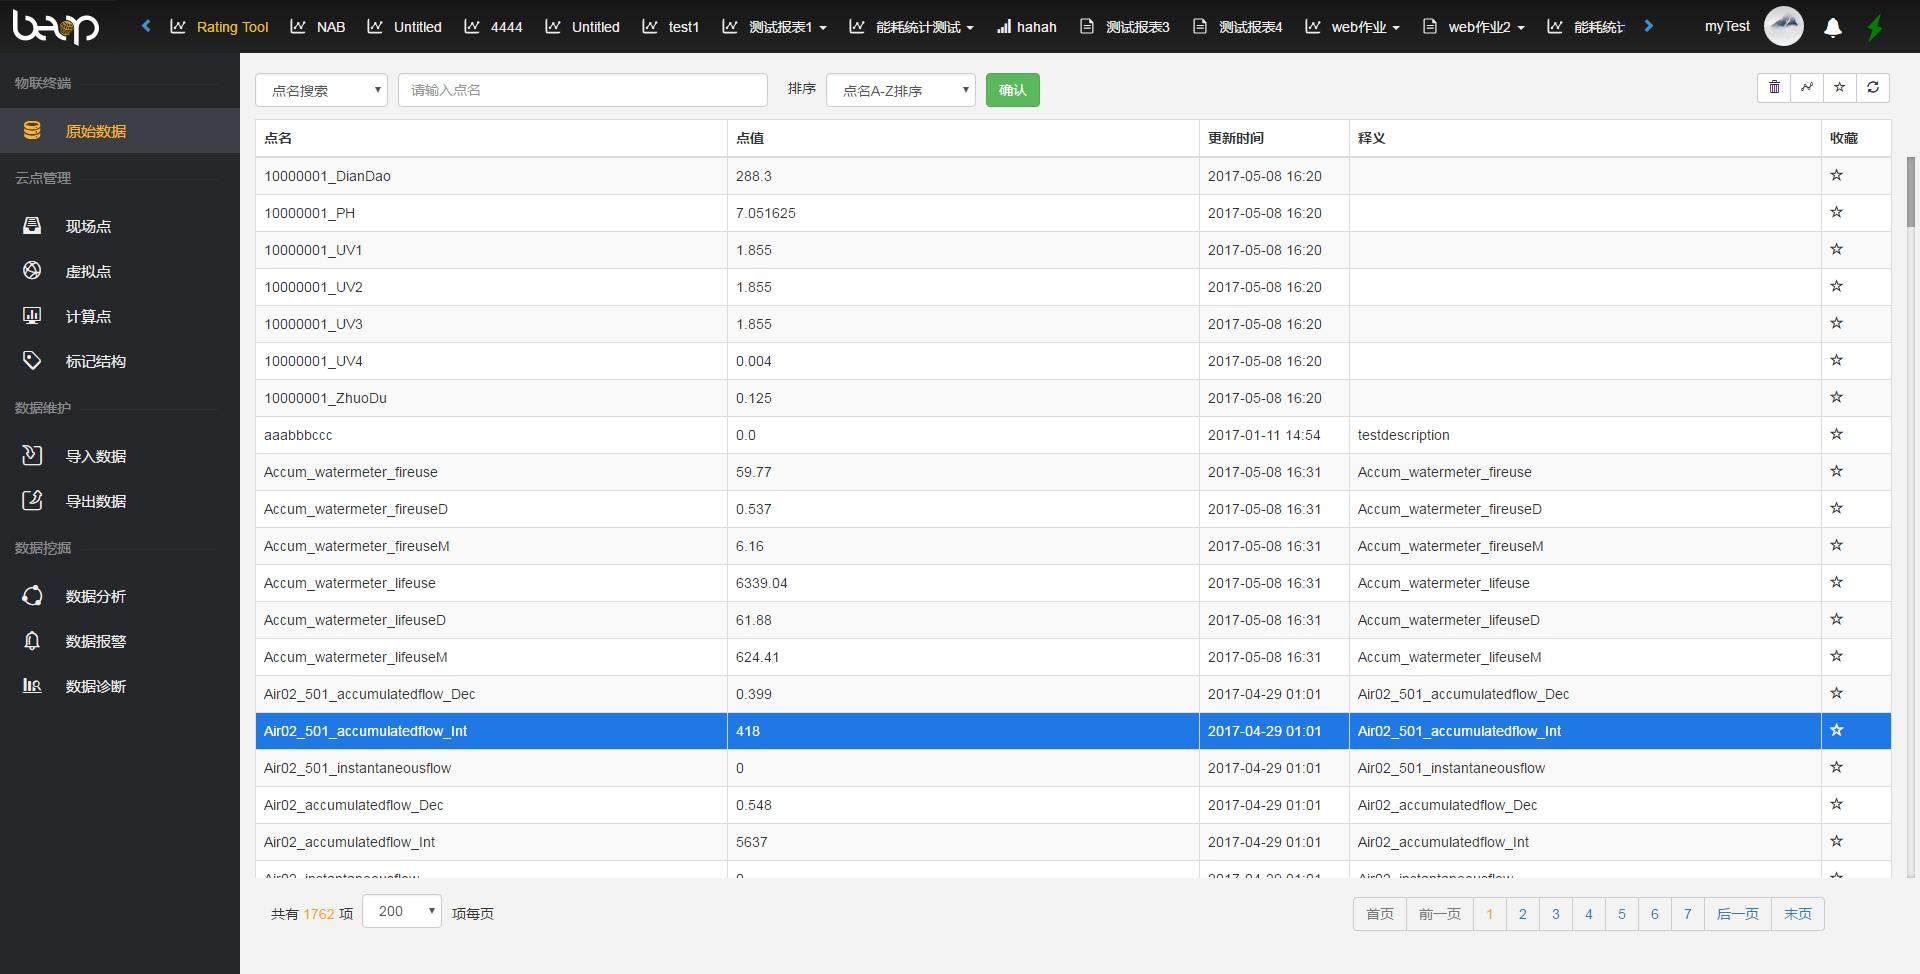 beop Rating Tool NAB Untitled 4444 Untitled test1 测试报表1 能耗统计测试 hahah 测试报表3 测试报表4 web作业 web作业2 能耗统计 myTest
物联终端
原始数据
云点管理
现场点
虚拟点
计算点
标记结构
数据维护
导入数据
导出数据
数据挖掘
数据分析
数据报警
数据诊断
点名搜索 请输入点名 排序 点名A-Z排序 确认
点名 点值 更新时间 释义 收藏
10000001_DianDao 288.3 2017-05-08 16:20
10000001_PH 7.051625 2017-05-08 16:20
10000001_UV1 1.855 2017-05-08 16:20
10000001_UV2 1.855 2017-05-08 16:20
10000001_UV3 1.855 2017-05-08 16:20
10000001_UV4 0.004 2017-05-08 16:20
10000001_ZhuoDu 0.125 2017-05-08 16:20
aaabbbccc 0.0 2017-01-11 14:54 testdescription
Accum_watermeter_fireuse 59.77 2017-05-08 16:31 Accum_watermeter_fireuse
Accum_watermeter_fireuseD 0.537 2017-05-08 16:31 Accum_watermeter_fireuseD
Accum_watermeter_fireuseM 6.16 2017-05-08 16:31 Accum_watermeter_fireuseM
Accum_watermeter_lifeuse 6339.04 2017-05-08 16:31 Accum_watermeter_lifeuse
Accum_watermeter_lifeuseD 61.88 2017-05-08 16:31 Accum_watermeter_lifeuseD
Accum_watermeter_lifeuseM 624.41 2017-05-08 16:31 Accum_watermeter_lifeuseM
Air02_501_accumulatedflow_Dec 0.399 2017-04-29 01:01 Air02_501_accumulatedflow_Dec
Air02_501_accumulatedflow_Int 418 2017-04-29 01:01 Air02_501_accumulatedflow_Int
Air02_501_instantaneousflow 0 2017-04-29 01:01 Air02_501_instantaneousflow
Air02_accumulatedflow_Dec 0.548 2017-04-29 01:01 Air02_accumulatedflow_Dec
Air02_accumulatedflow_Int 5637 2017-04-29 01:01 Air02_accumulatedflow_Int
Air02_instantaneousflow 0 2017-04-29 01:01 Air02_instantaneousflow
共有 1762 项 200 项每页 首页 前一页 1 2 3 4 5 6 7 后一页 末页